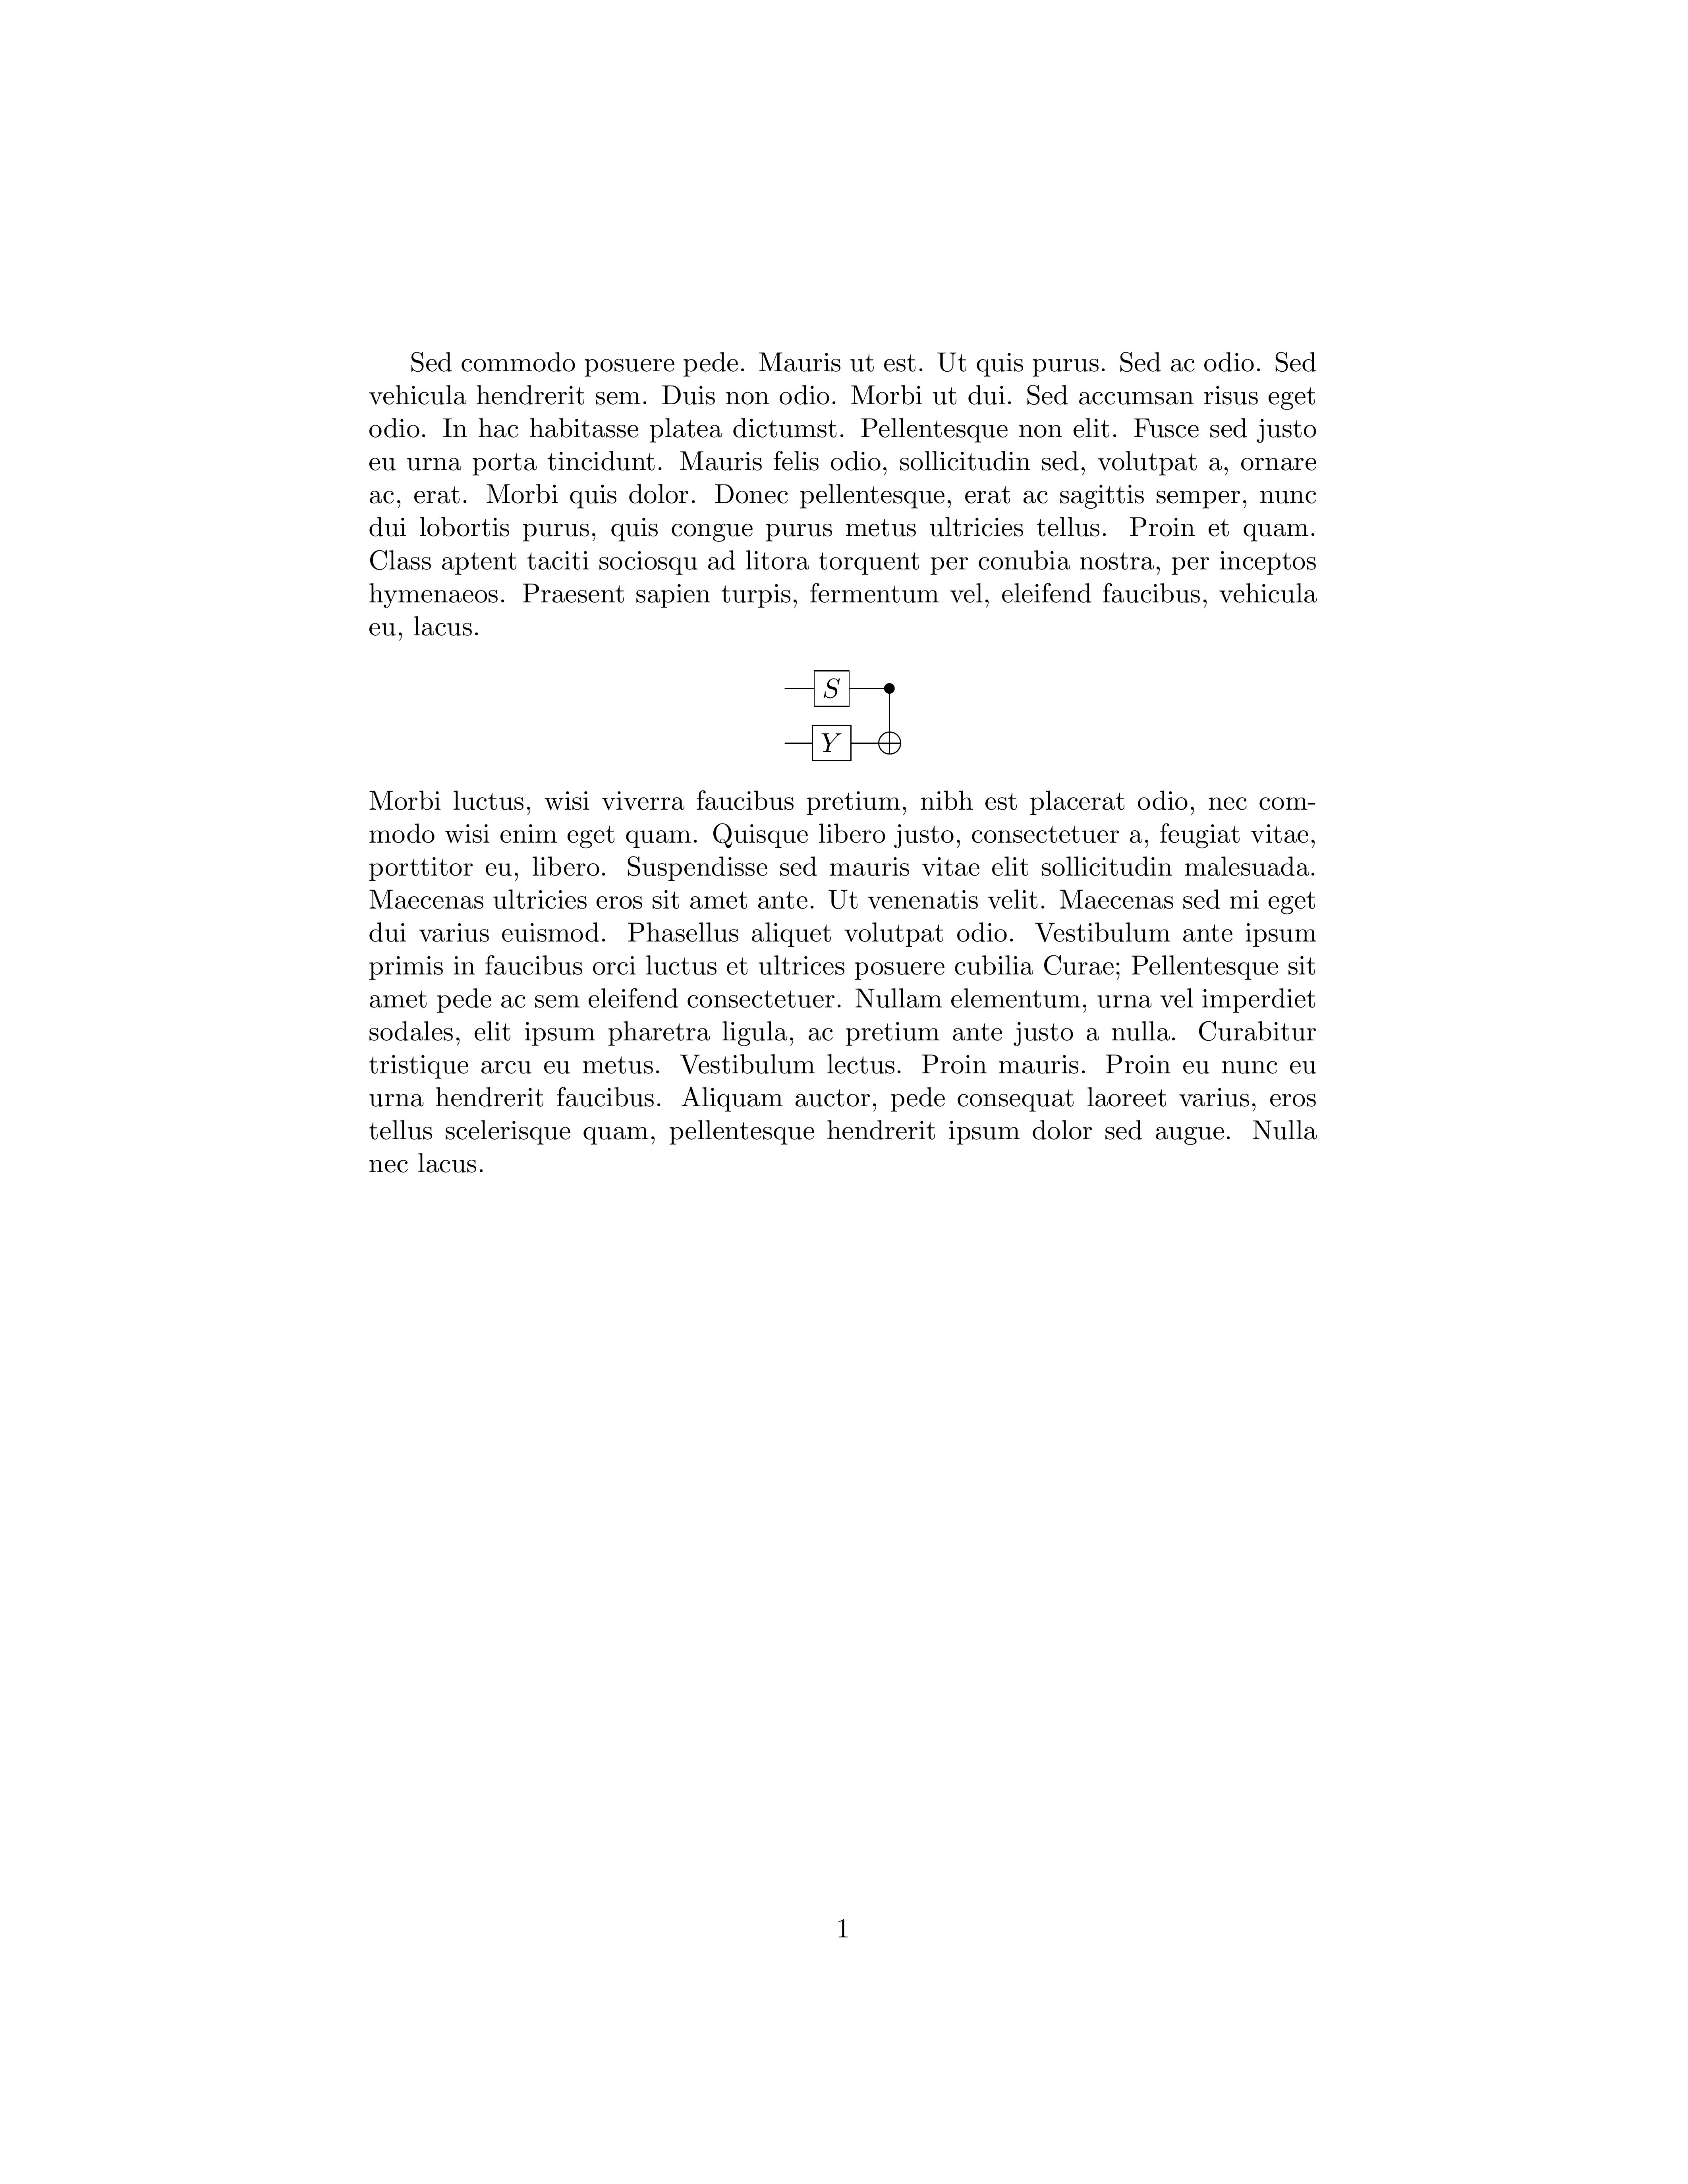 Sed commodo posuere pede. Mauris ut est. Ut quis purus. Sed ac odio. Sed
vehicula hendrerit sem. Duis non odio. Morbi ut dui. Sed accumsan risus eget
odio. In hac habitasse platea dictumst. Pellentesque non elit. Fusce sed justo
eu urna porta tincidunt. Mauris felis odio, sollicitudin sed, volutpat a, ornare
ac, erat. Morbi quis dolor. Donec pellentesque, erat ac sagittis semper, nunc
dui lobortis purus, quis congue purus metus ultricies tellus. Proin et quam.
Class aptent taciti sociosqu ad litora torquent per conubia nostra, per inceptos
hymenaeos. Praesent sapien turpis, fermentum vel, eleifend faucibus, vehicula
eu, lacus.
S
Y
Morbi luctus, wisi viverra faucibus pretium, nibh est placerat odio, nec com-
modo wisi enim eget quam. Quisque libero justo, consectetuer a, feugiat vitae,
porttitor eu, libero. Suspendisse sed mauris vitae elit sollicitudin malesuada.
Maecenas ultricies eros sit amet ante. Ut venenatis velit. Maecenas sed mi eget
dui varius euismod. Phasellus aliquet volutpat odio. Vestibulum ante ipsum
primis in faucibus orci luctus et ultrices posuere cubilia Curae; Pellentesque sit
amet pede ac sem eleifend consectetuer. Nullam elementum, urna vel imperdiet
sodales, elit ipsum pharetra ligula, ac pretium ante justo a nulla. Curabitur
tristique arcu eu metus. Vestibulum lectus. Proin mauris. Proin eu nunc eu
urna hendrerit faucibus. Aliquam auctor, pede consequat laoreet varius, eros
tellus scelerisque quam, pellentesque hendrerit ipsum dolor sed augue. Nulla
nec lacus.
1